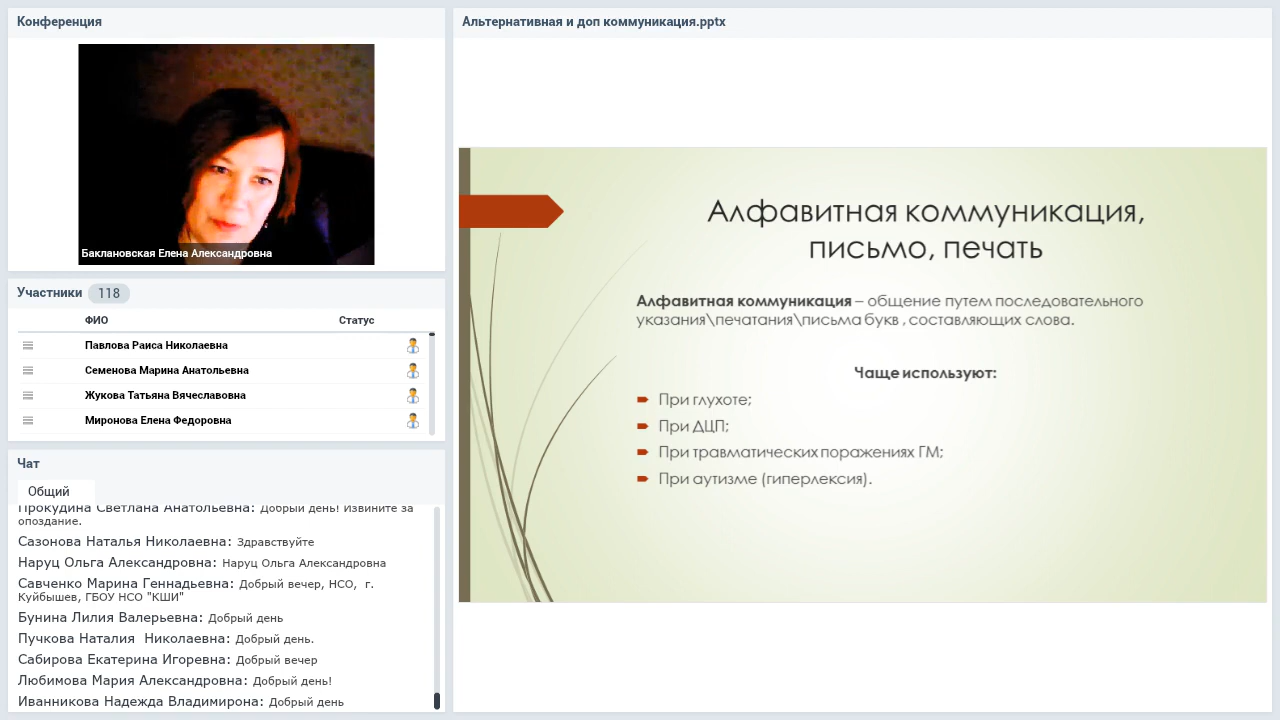 Конференция
Баклановская Елена Александровна
Участники 118
ФИО Статус
Павлова Раиса Николаевна
Семенова Марина Анатольевна
Жукова Татьяна Вячеславовна
Миронова Елена Федоровна
Чат
Общий
Прокудина Светлана Анатольевна: Добрый день! Извините за
опоздание.
Сазонова Наталья Николаевна: Здравствуйте
Наруц Ольга Александровна: Наруц Ольга Александровна
Савченко Марина Геннадьевна: Добрый вечер, НСО, г.
Куйбышев, ГБОУ НСО "КШИ"
Бунина Лилия Валерьевна: Добрый день
Пучкова Наталия Николаевна: Добрый день.
Сабирова Екатерина Игоревна: Добрый вечер
Любимова Мария Александровна: Добрый день!
Иванникова Надежда Владимирона: Добрый день
Альтернативная и доп коммуникация.pptx
Алфавитная коммуникация,
письмо, печать
Алфавитная коммуникация – общение путем последовательного
указания\печатания\письма букв , составляющих слова.
Чаще используют:
При глухоте;
При ДЦП;
При травматических поражениях ГМ;
При аутизме (гиперлексия).